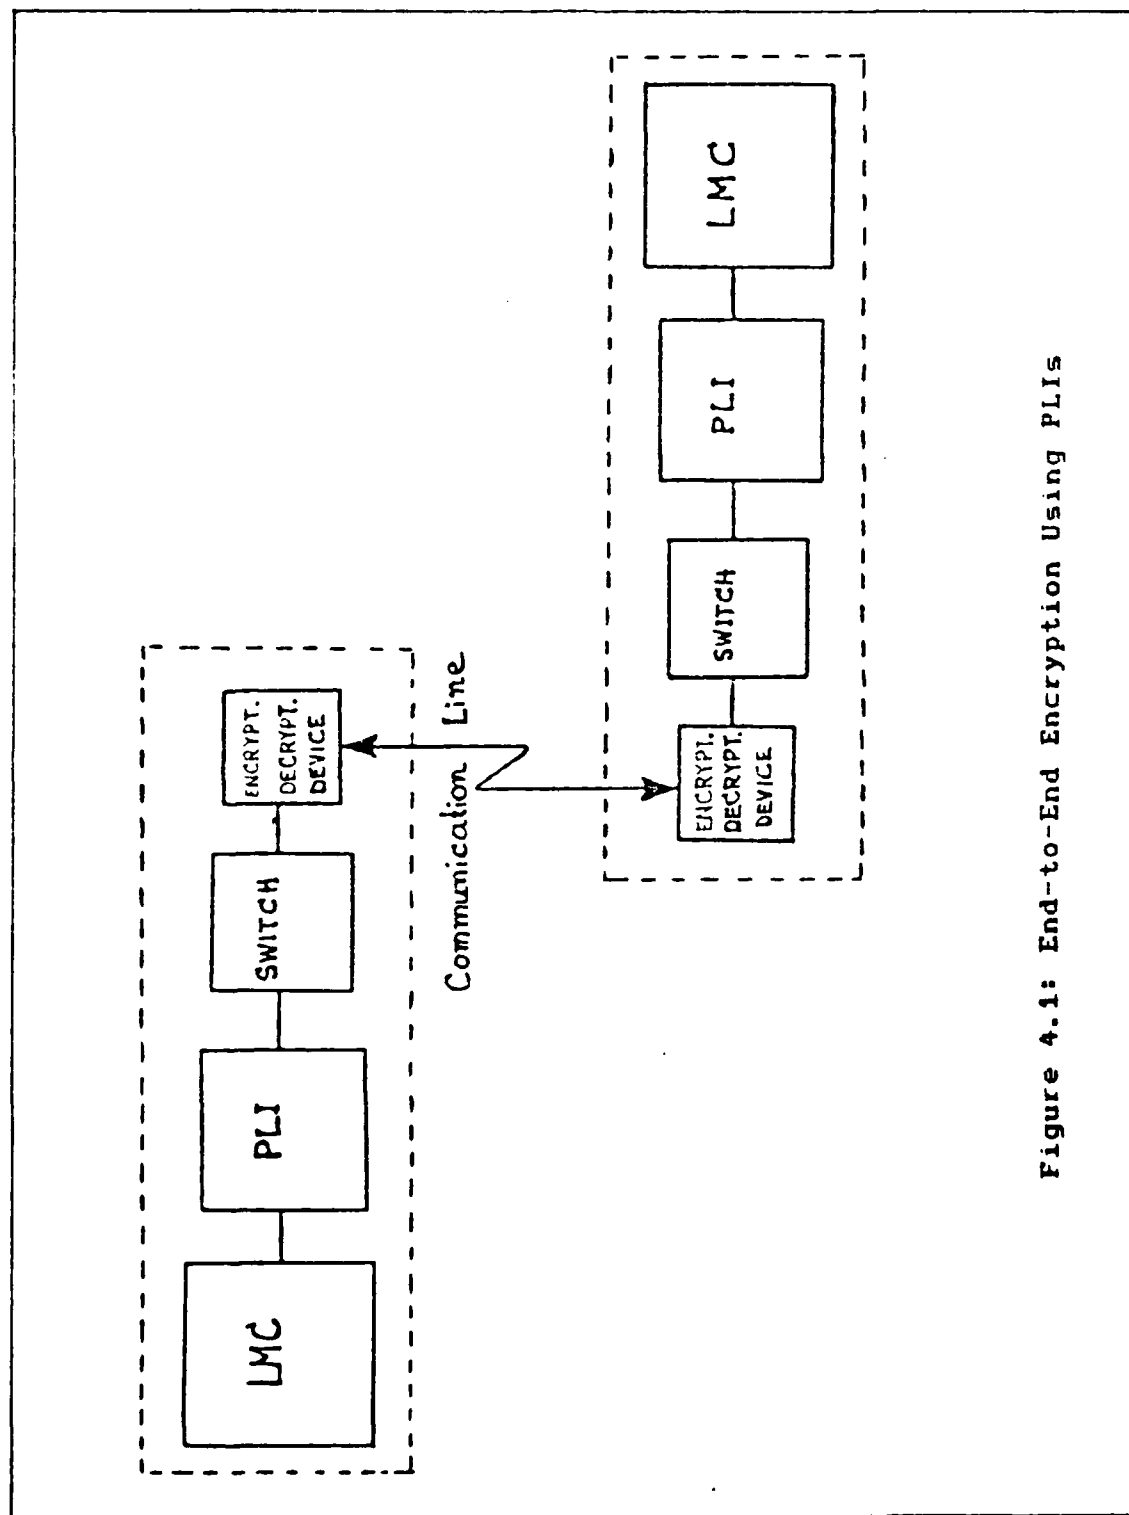 LMC
PLI
SWITCH
ENCRYPT.
DECRYPT.
DEVICE
Communication Line
ENCRYPT.
DECRYPT.
DEVICE
SWITCH
PLI
LMC
Figure 4.1: End-to-End Encryption Using PLIs